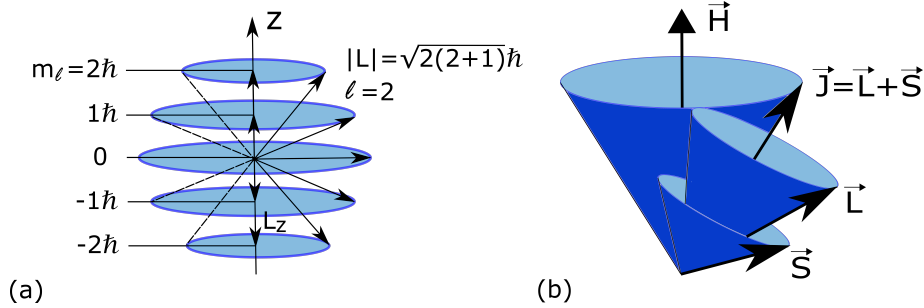 z
mℓ=2ħ
|L|=√2(2+1)ħ
ℓ=2
1ħ
0
-1ħ
Lz
-2ħ
(a)
H⃗
J⃗=L⃗+S⃗
L⃗
S⃗
(b)